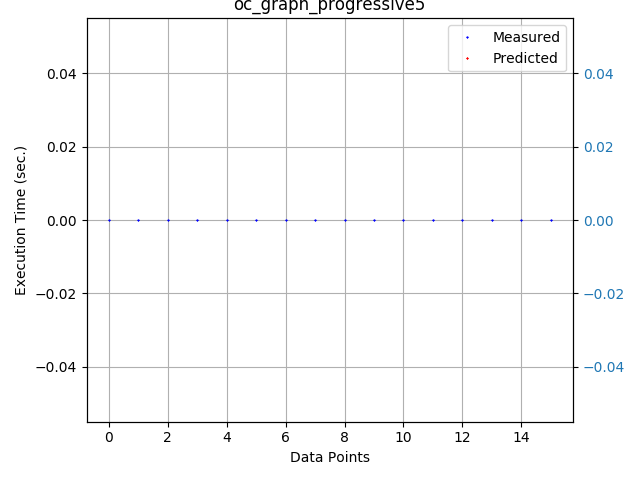 oc_graph_progressive5
Measured
Predicted
0.04
0.02
0.00
−0.02
−0.04
Execution Time (sec.)
0.04
0.02
0.00
−0.02
−0.04
0 2 4 6 8 10 12 14
Data Points